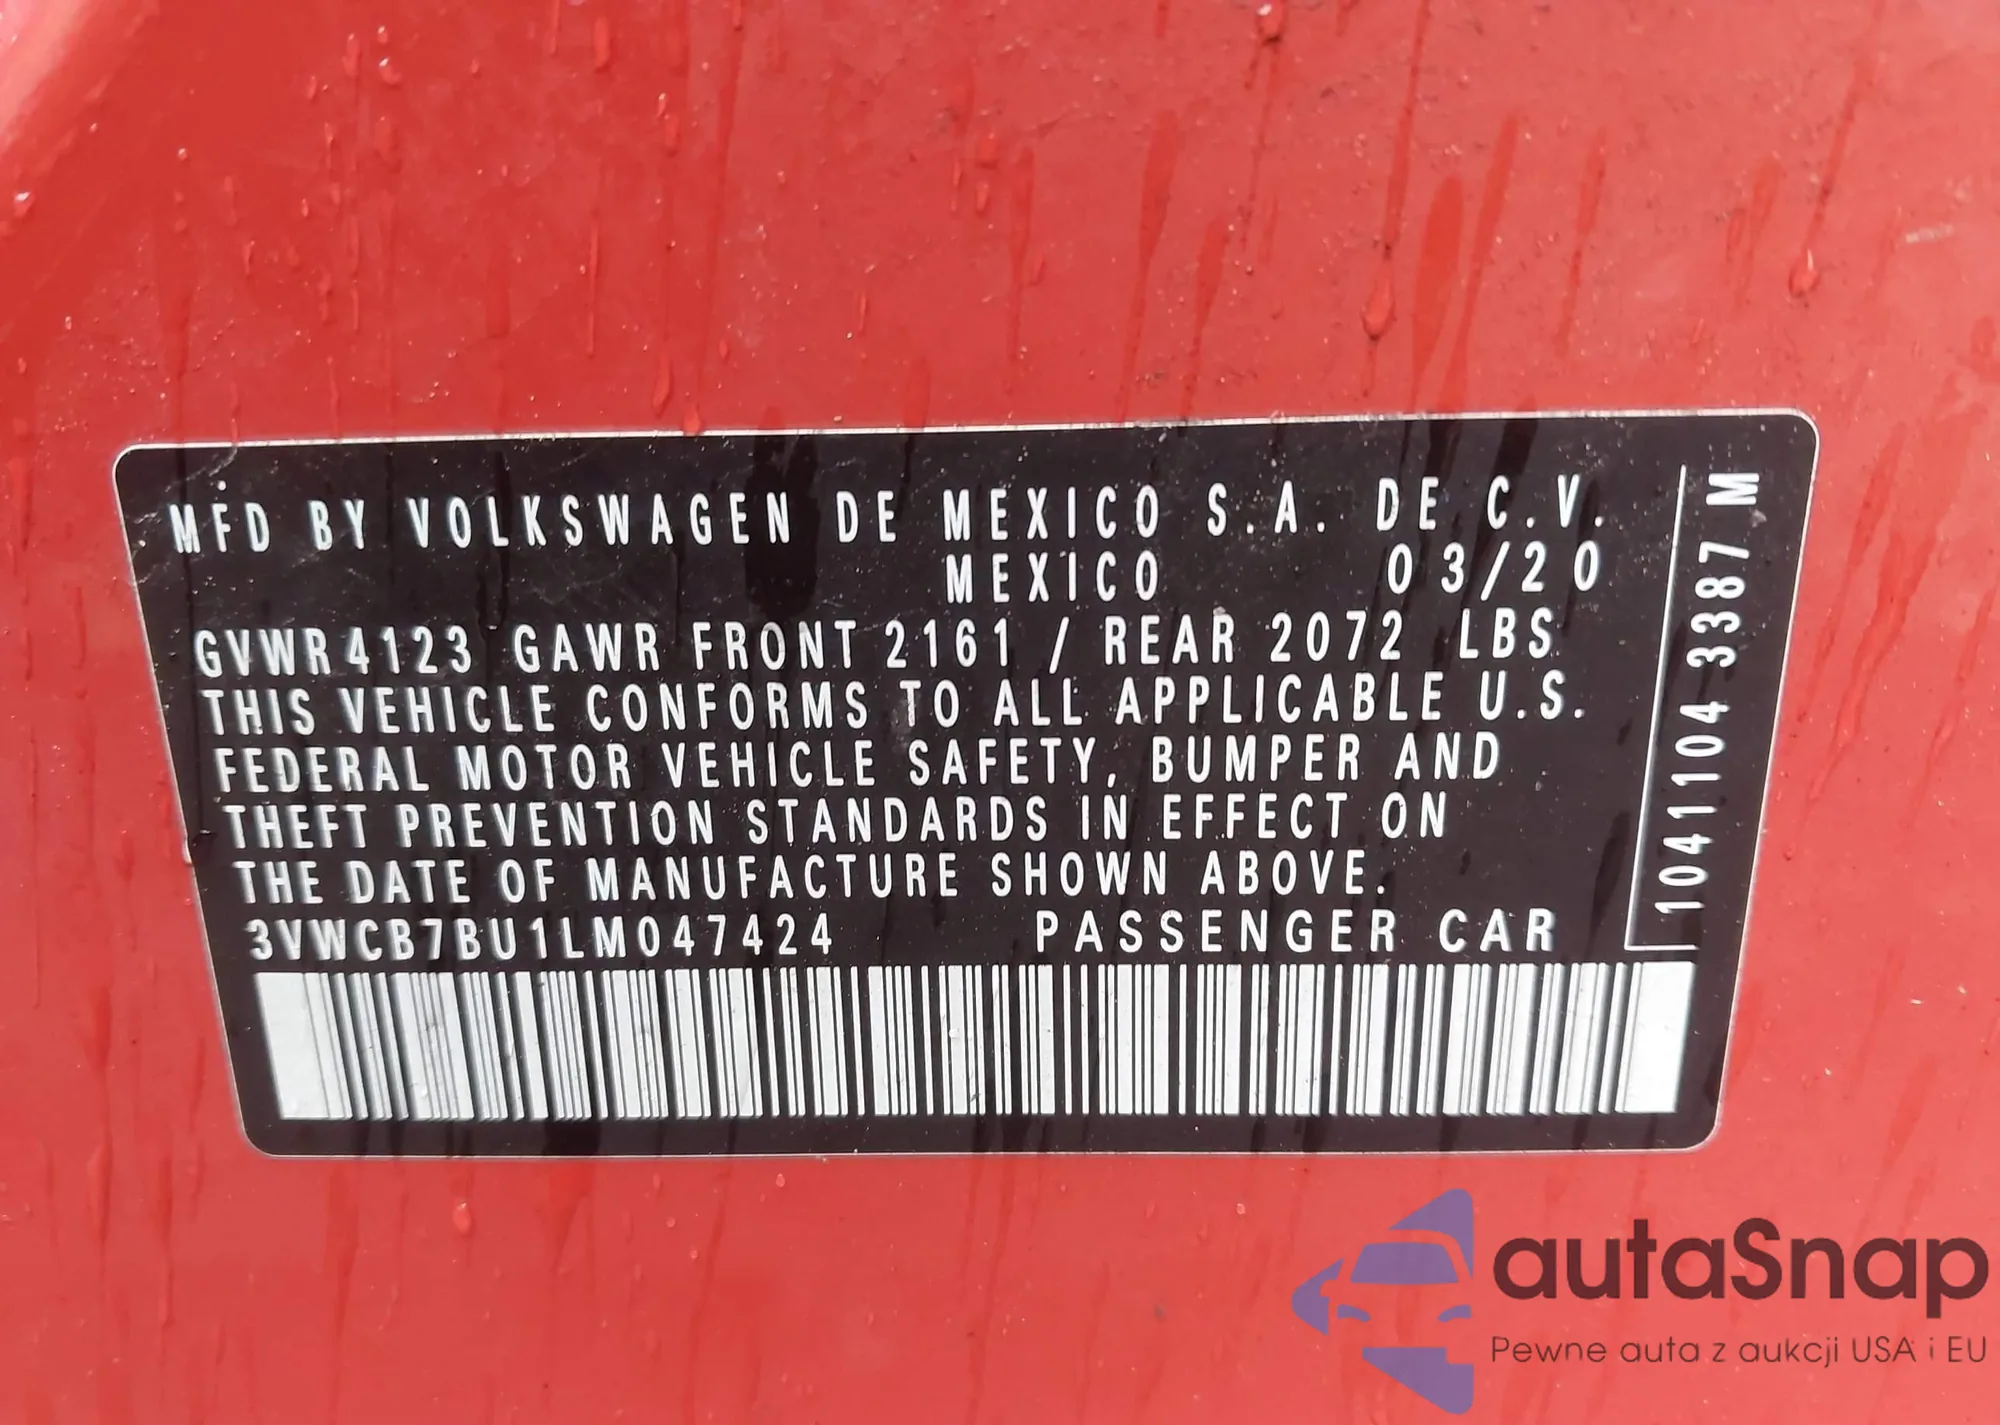 MFD BY VOLKSWAGEN DE MEXICO S.A. DE C.V.
MEXICO 03/20
GVWR 4123 GAWR FRONT 2161 / REAR 2072 LBS
THIS VEHICLE CONFORMS TO ALL APPLICABLE U.S.
FEDERAL MOTOR VEHICLE SAFETY, BUMPER AND
THEFT PREVENTION STANDARDS IN EFFECT ON
THE DATE OF MANUFACTURE SHOWN ABOVE.
3VWCB7BU1LM047424 PASSENGER CAR
1041104 3387 M
autaSnap
Pewne auta z aukcji USA i EU